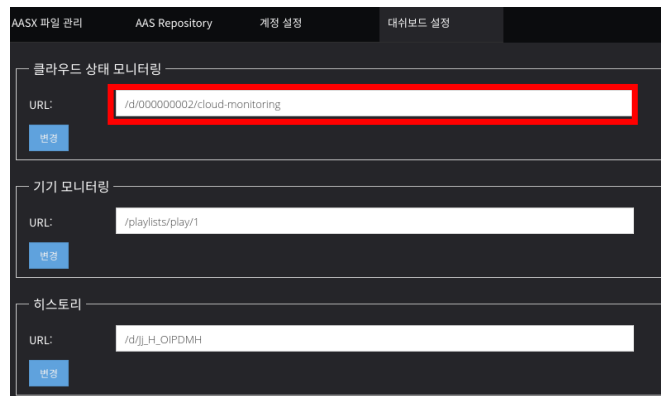 AASX 파일 관리 AAS Repository 계정 설정 대쉬보드 설정
클라우드 상태 모니터링
URL: /d/000000002/cloud-monitoring
변경
기기 모니터링
URL: /playlists/play/1
변경
히스토리
URL: /d/Jj_H_OIPDMH
변경